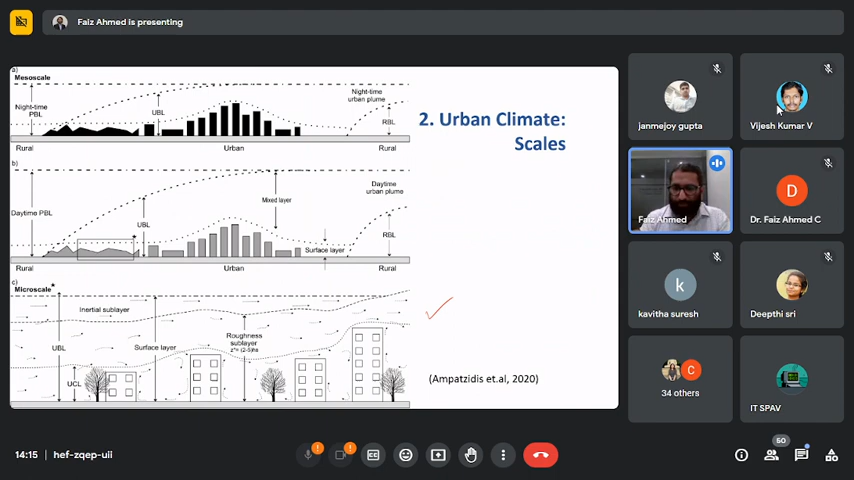 Faiz Ahmed is presenting
a)
Mesoscale
Night-time
PBL
UBL
Night-time
urban plume
RBL
Rural
Urban
Rural
b)
Daytime PBL
UBL
Mixed layer
Daytime
urban plume
RBL
Surface layer
Rural
Urban
Rural
c)
Microscale*
Inertial sublayer
UBL
Surface layer
Roughness
sublayer
UCL
2. Urban Climate:
Scales
(Ampatzidis et.al, 2020)
janmejoy gupta
Vijesh Kumar V
Faiz Ahmed
D
Dr. Faiz Ahmed C
k
kavitha suresh
Deepthi sri
C
34 others
IT SPAV
14:15
hef-zqep-uii
50